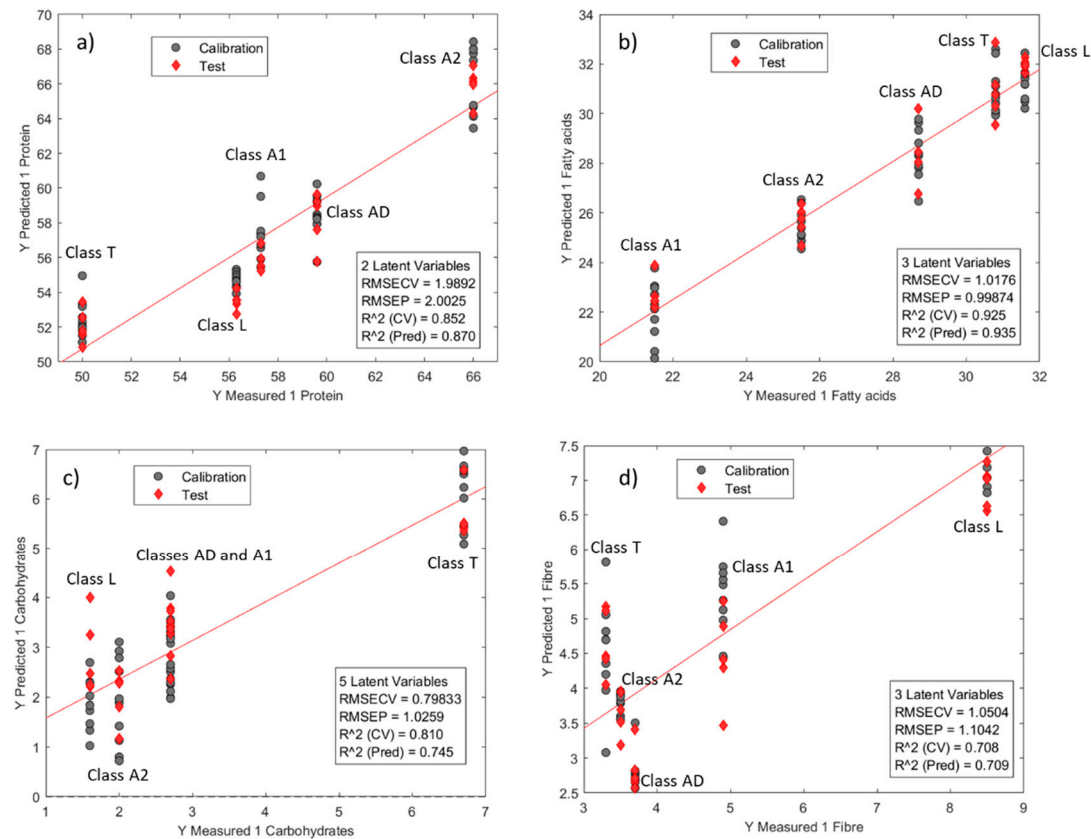 a)
Calibration
Test
Class A2
Class A1
Class AD
Class T
Class L
2 Latent Variables
RMSECV = 1.9892
RMSEP = 2.0025
R^2 (CV) = 0.852
R^2 (Pred) = 0.870
70
68
66
64
62
60
58
56
54
52
50
50 52 54 56 58 60 62 64 66
Y Measured 1 Protein
Y Predicted 1 Protein
b)
Calibration
Test
Class T
Class L
Class AD
Class A2
Class A1
3 Latent Variables
RMSECV = 1.0176
RMSEP = 0.99874
R^2 (CV) = 0.925
R^2 (Pred) = 0.935
34
32
30
28
26
24
22
20
20 22 24 26 28 30 32
Y Measured 1 Fatty acids
Y Predicted 1 Fatty acids
c)
Calibration
Test
Classes AD and A1
Class L
Class T
Class A2
5 Latent Variables
RMSECV = 0.79833
RMSEP = 1.0259
R^2 (CV) = 0.810
R^2 (Pred) = 0.745
7
6
5
4
3
2
1
0
1 2 3 4 5 6 7
Y Measured 1 Carbohydrates
Y Predicted 1 Carbohydrates
d)
Calibration
Test
Class T
Class A1
Class L
Class A2
Class AD
3 Latent Variables
RMSECV = 1.0504
RMSEP = 1.1042
R^2 (CV) = 0.708
R^2 (Pred) = 0.709
7.5
7
6.5
6
5.5
5
4.5
4
3.5
3
2.5
3 4 5 6 7 8 9
Y Measured 1 Fibre
Y Predicted 1 Fibre